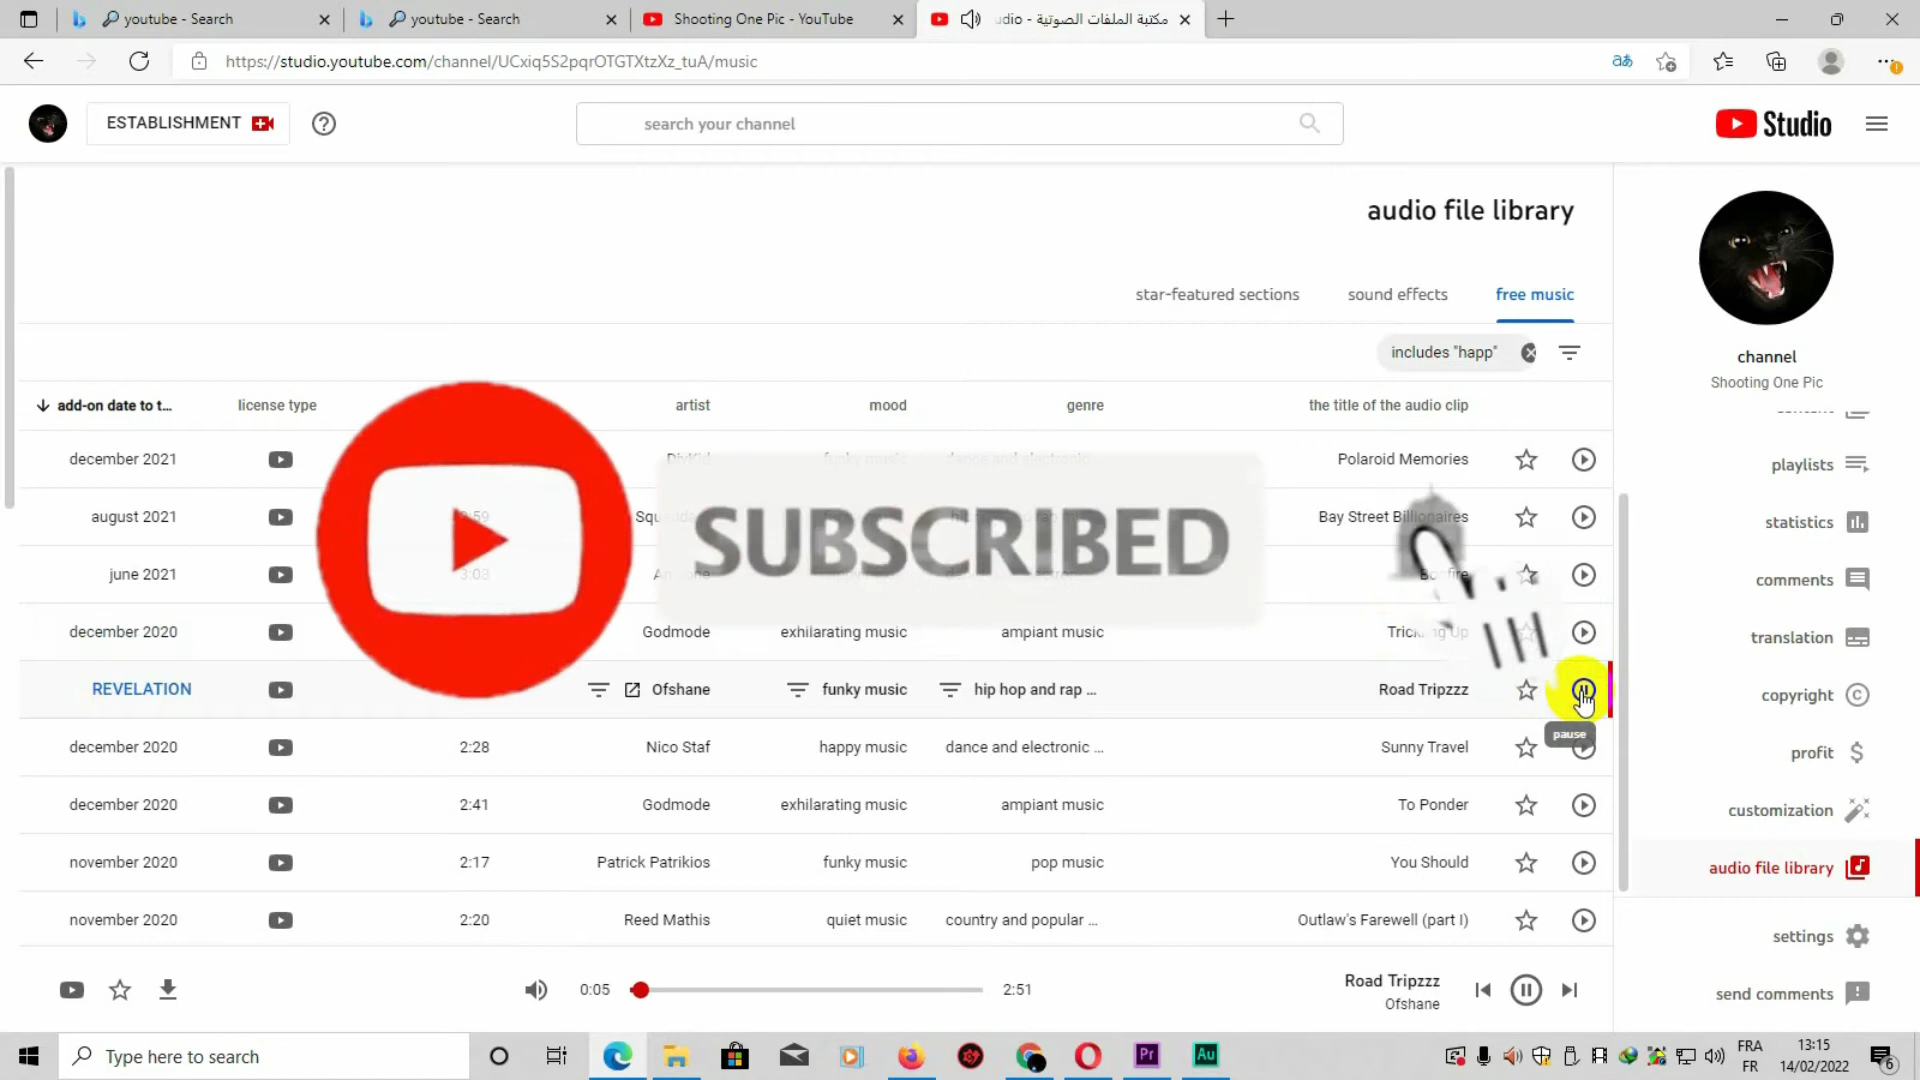 youtube - Search
youtube - Search
Shooting One Pic - YouTube
udio - مكتبة الملفات الصوتية
https://studio.youtube.com/channel/UCxiq5S2pqrOTGTXtzXz_tuA/music
ESTABLISHMENT
search your channel
Studio
audio file library
star-featured sections
sound effects
free music
includes "happ"
channel
Shooting One Pic
add-on date to t...
license type
artist
mood
genre
the title of the audio clip
december 2021
Polaroid Memories
playlists
august 2021
Bay Street Billionaires
statistics
SUBSCRIBED
june 2021
3:03
Bonfire
comments
december 2020
Godmode
exhilarating music
ampiant music
Tricking Up
translation
REVELATION
Ofshane
funky music
hip hop and rap ...
Road Tripzzz
copyright
pause
december 2020
2:28
Nico Staf
happy music
dance and electronic ...
Sunny Travel
profit
december 2020
2:41
Godmode
exhilarating music
ampiant music
To Ponder
customization
november 2020
2:17
Patrick Patrikios
funky music
pop music
You Should
audio file library
november 2020
2:20
Reed Mathis
quiet music
country and popular ...
Outlaw's Farewell (part I)
settings
0:05
2:51
Road Tripzzz
Ofshane
send comments
Type here to search
Pr
Au
FRA
FR
13:15
14/02/2022
6